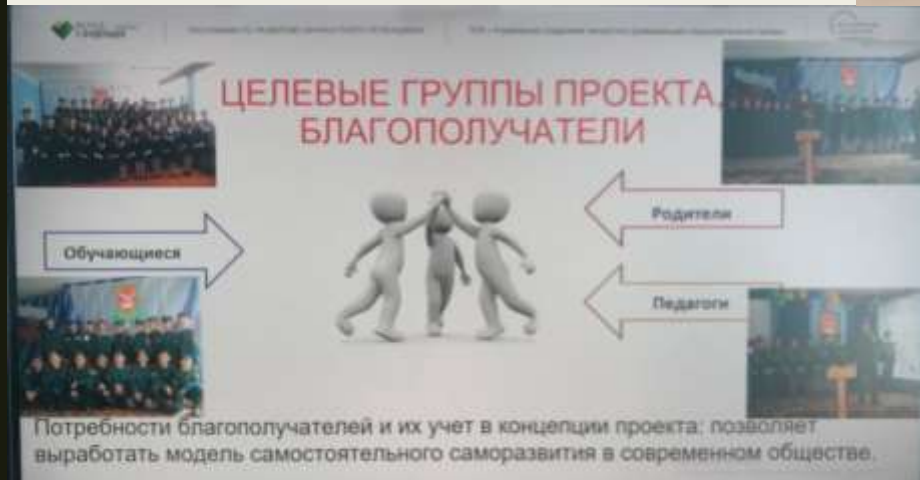 ЦЕЛЕВЫЕ ГРУППЫ ПРОЕКТА,
БЛАГОПОЛУЧАТЕЛИ
Обучающиеся
Родители
Педагоги
Потребности благополучателей и их учет в концепции проекта: позволяет
выработать модель самостоятельного саморазвития в современном обществе.